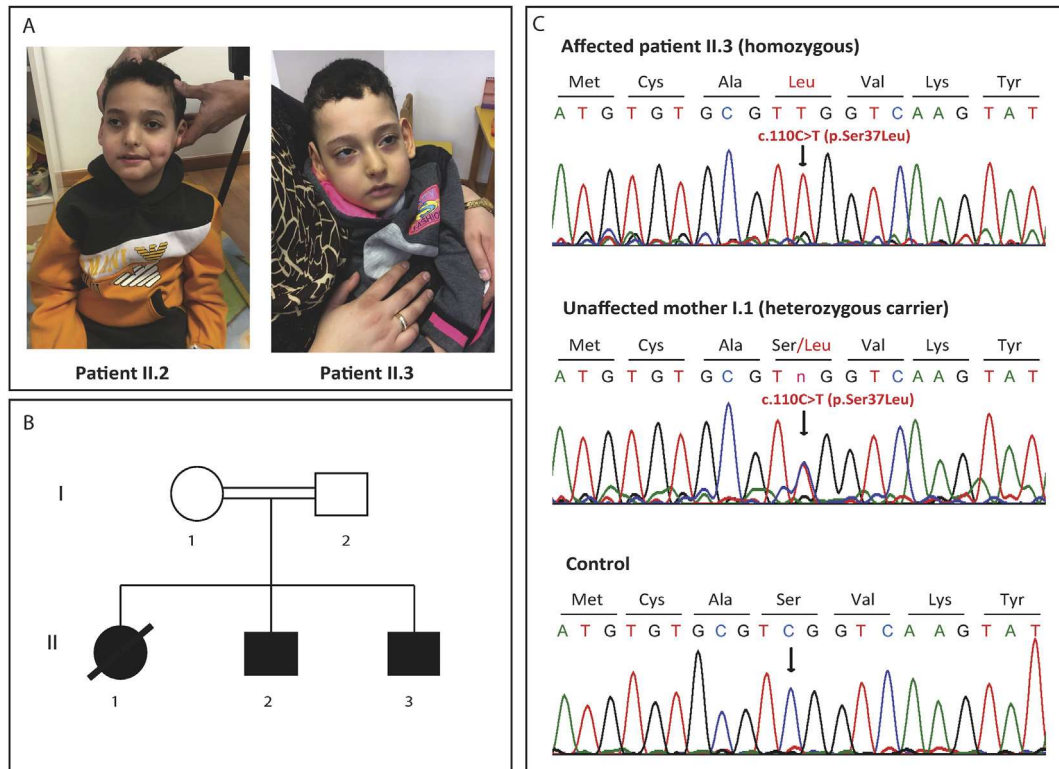 A
Patient II.2
Patient II.3
B
I
1
2
II
1
2
3
C
Affected patient II.3 (homozygous)
Met Cys Ala Leu Val Lys Tyr
A T G T G T G C G T T G G T C A A G T A T
c.110C>T (p.Ser37Leu)
Unaffected mother I.1 (heterozygous carrier)
Met Cys Ala Ser/Leu Val Lys Tyr
A T G T G T G C G T n G G T C A A G T A T
c.110C>T (p.Ser37Leu)
Control
Met Cys Ala Ser Val Lys Tyr
A T G T G T G C G T C G G T C A A G T A T